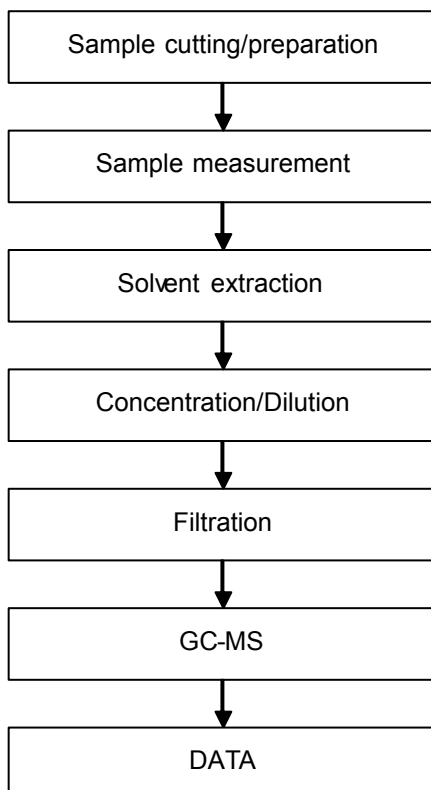 Sample cutting/preparation
Sample measurement
Solvent extraction
Concentration/Dilution
Filtration
GC-MS
DATA